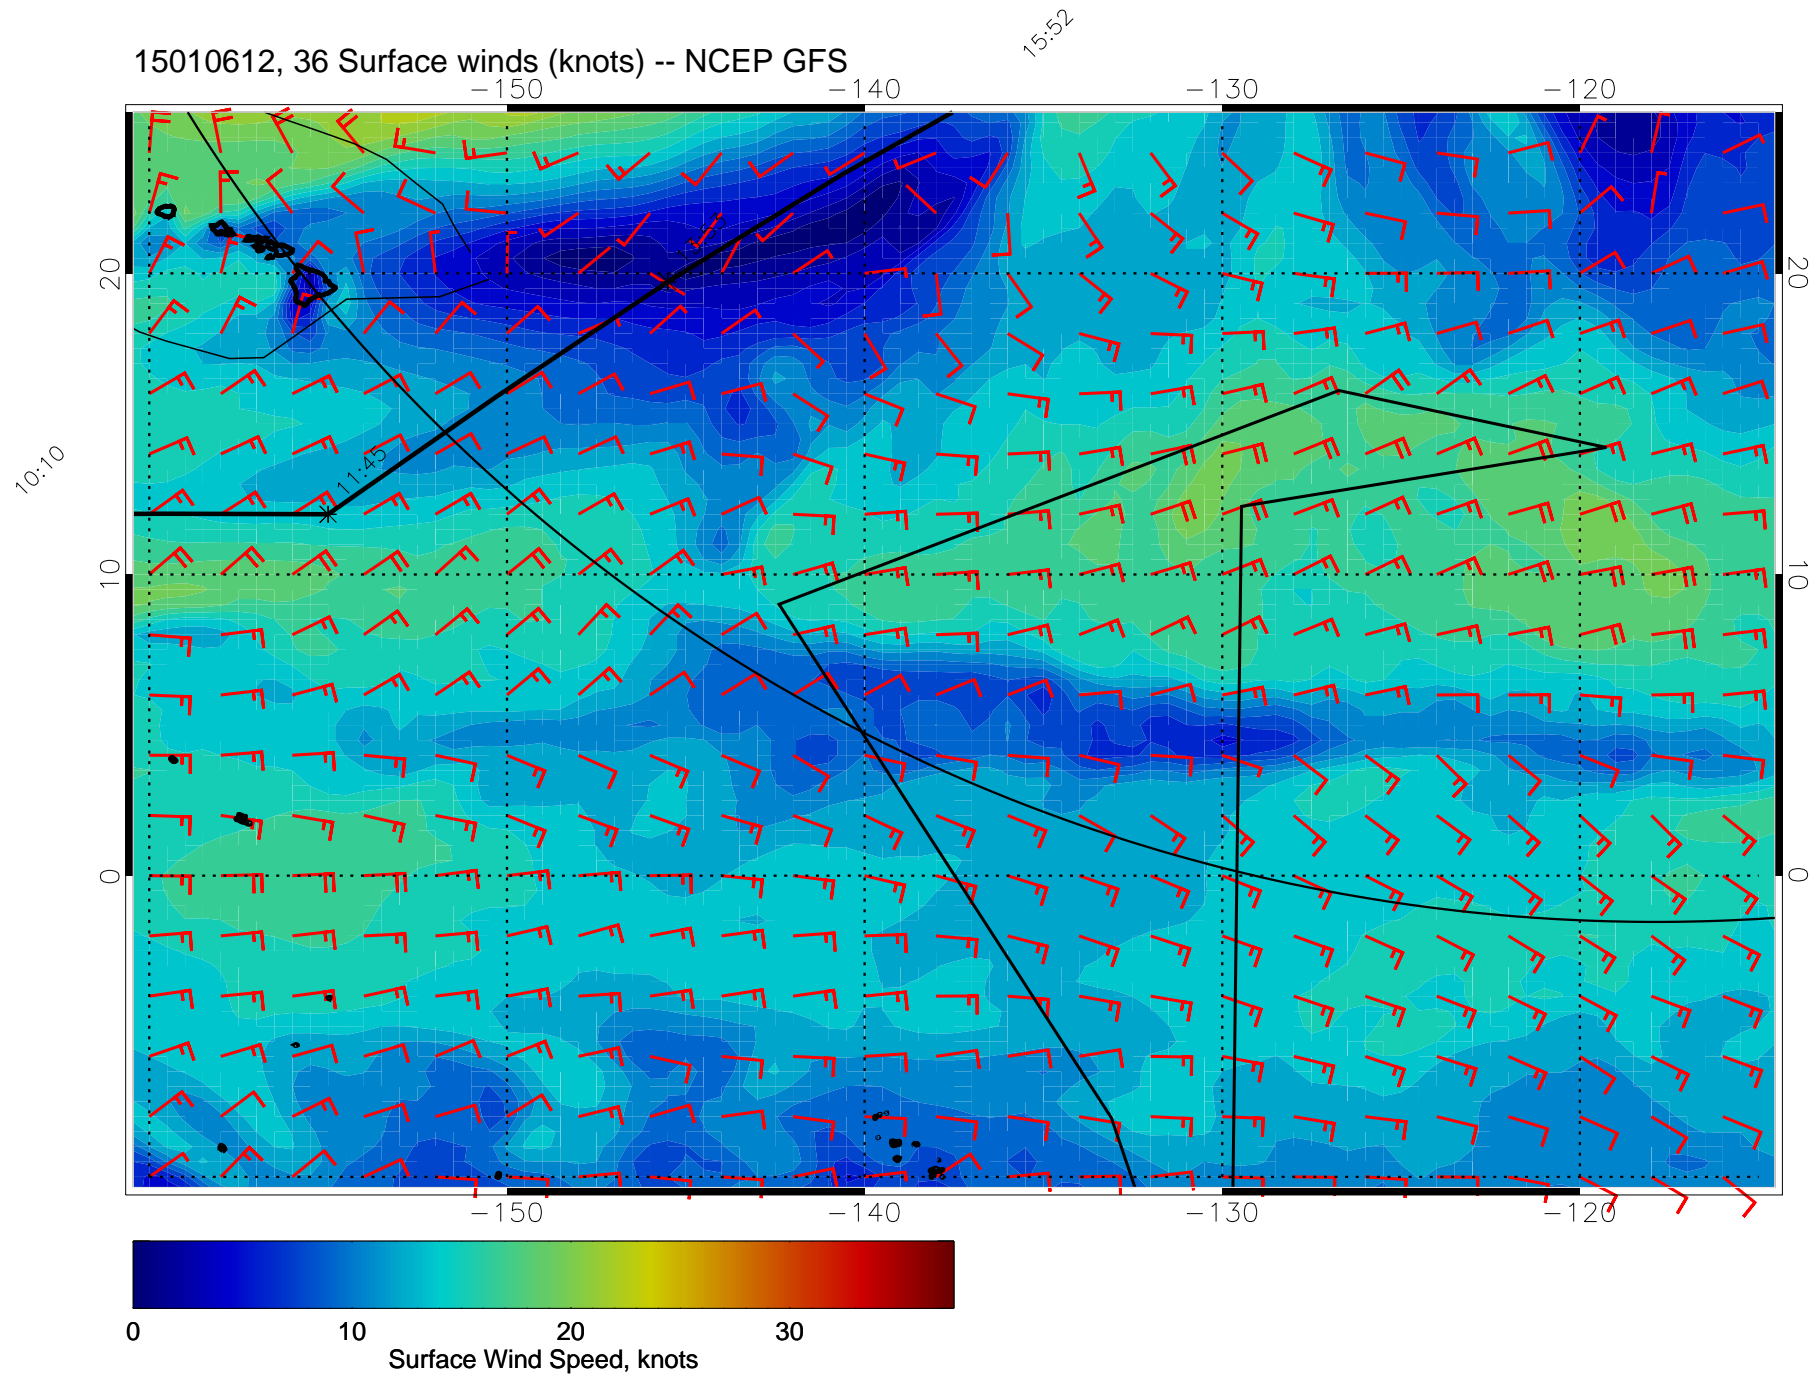 15:52
15010612, 36 Surface winds (knots) -- NCEP GFS
-150 -140 -130 -120
20 20
10:10
11:45
10 10
0 0
-150 -140 -130 -120
0 10 20 30
Surface Wind Speed, knots